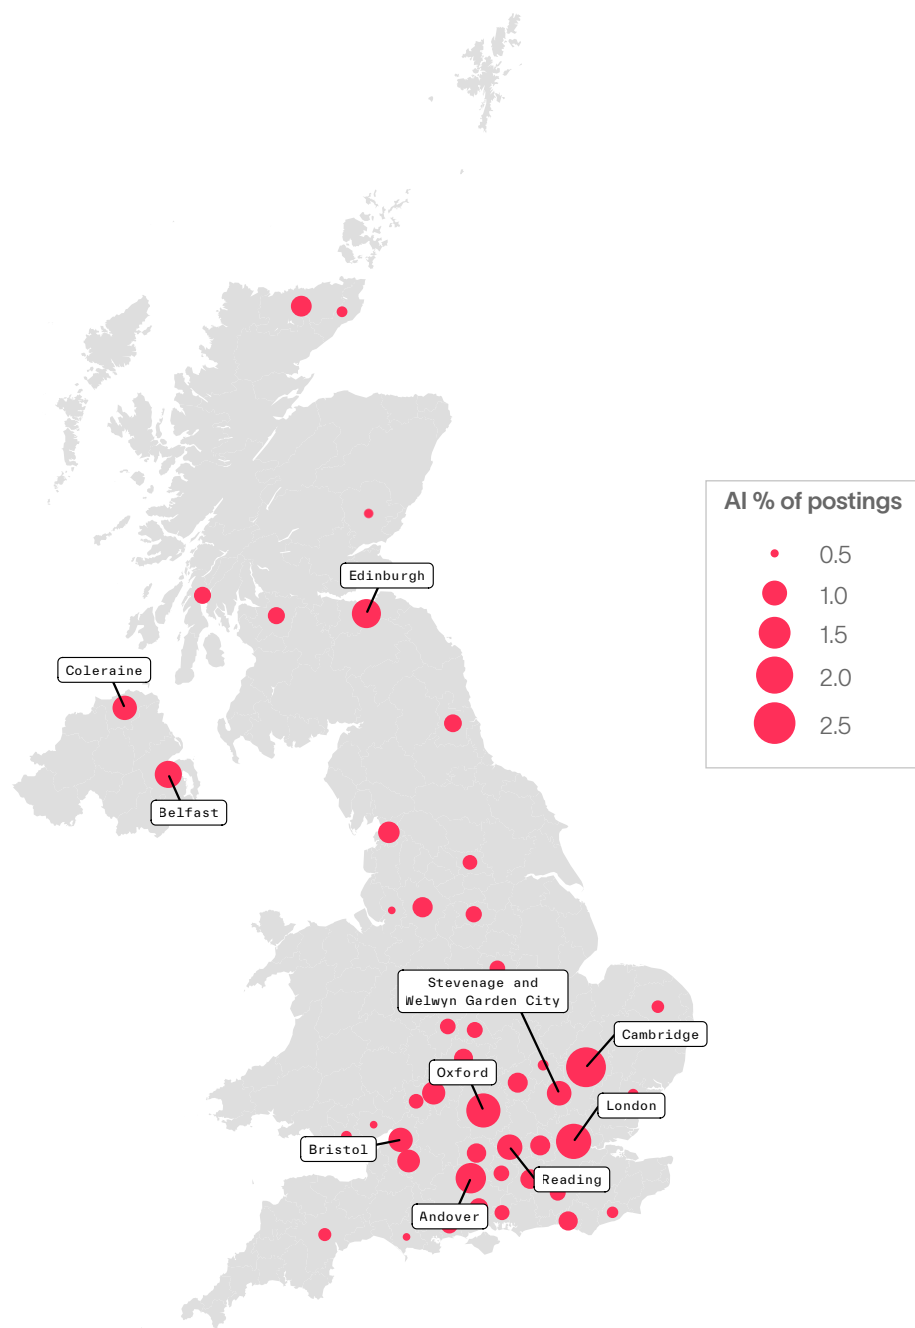 AI % of postings
0.5
1.0
1.5
2.0
2.5
Edinburgh
Coleraine
Belfast
Stevenage and
Welwyn Garden City
Cambridge
Oxford
London
Bristol
Reading
Andover